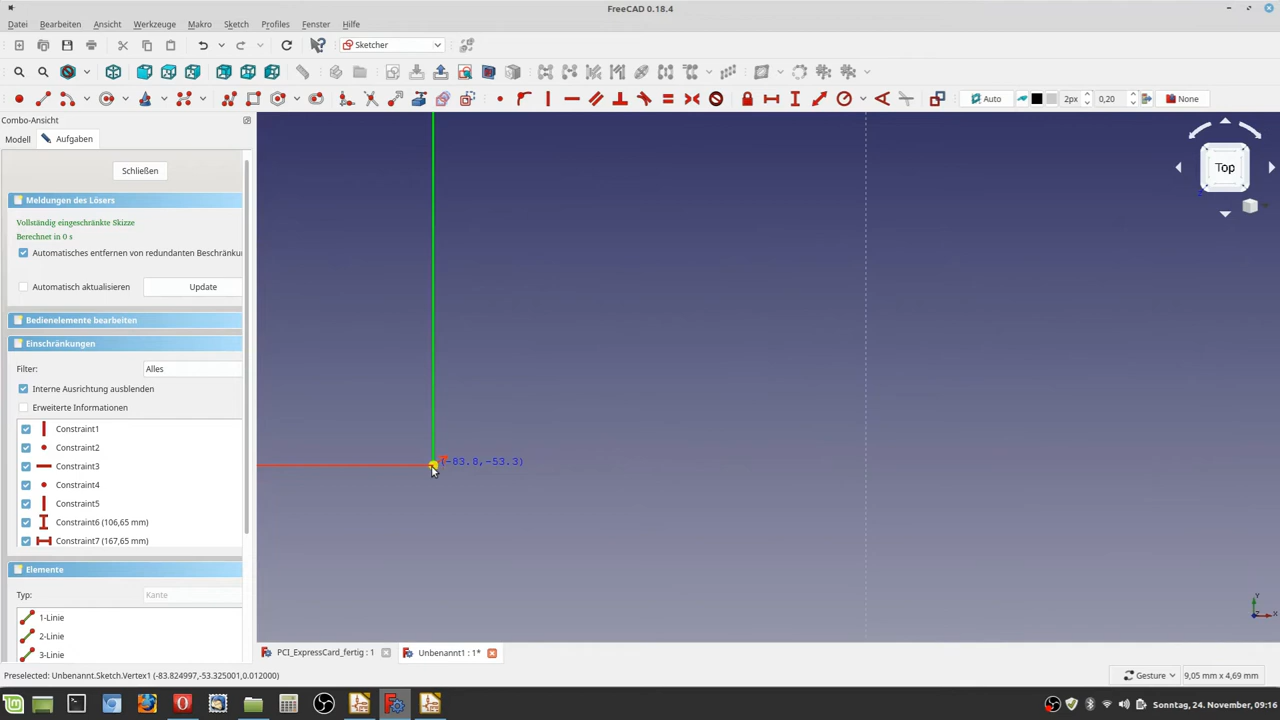 FreeCAD 0.18.4
Datei Bearbeiten Ansicht Werkzeuge Makro Sketch Profiles Fenster Hilfe
Sketcher
Auto 2px 0,20 None
Combo-Ansicht
Modell Aufgaben
Schließen
Meldungen des Lösers
Vollständig eingeschränkte Skizze
Berechnet in 0 s
Automatisches entfernen von redundanten Beschränku
Automatisch aktualisieren Update
Bedienelemente bearbeiten
Einschränkungen
Filter: Alles
Interne Ausrichtung ausblenden
Erweiterte Informationen
Constraint1
Constraint2
Constraint3
Constraint4
Constraint5
Constraint6 (106,65 mm)
Constraint7 (167,65 mm)
Elemente
Typ: Kante
1-Linie
2-Linie
3-Linie
(-83.8,-53.3)
Top
Y
X
PCI_ExpressCard_fertig : 1 Unbenannt1 : 1*
Preselected: Unbenannt.Sketch.Vertex1 (-83.824997,-53.325001,0.012000) Gesture 9,05 mm x 4,69 mm
Sonntag, 24. November, 09:16